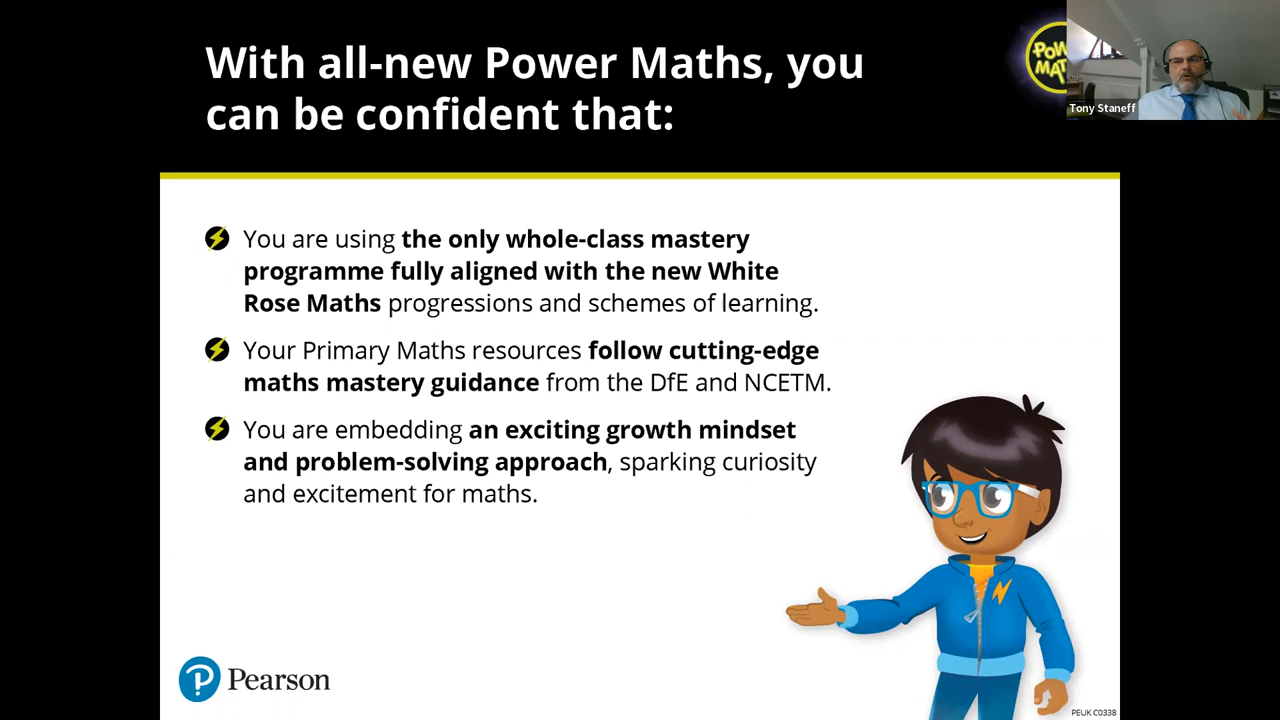 With all-new Power Maths, you
can be confident that:
Tony Staneff
You are using the only whole-class mastery
programme fully aligned with the new White
Rose Maths progressions and schemes of learning.
Your Primary Maths resources follow cutting-edge
maths mastery guidance from the DfE and NCETM.
You are embedding an exciting growth mindset
and problem-solving approach, sparking curiosity
and excitement for maths.
Pearson
PEUK C0338